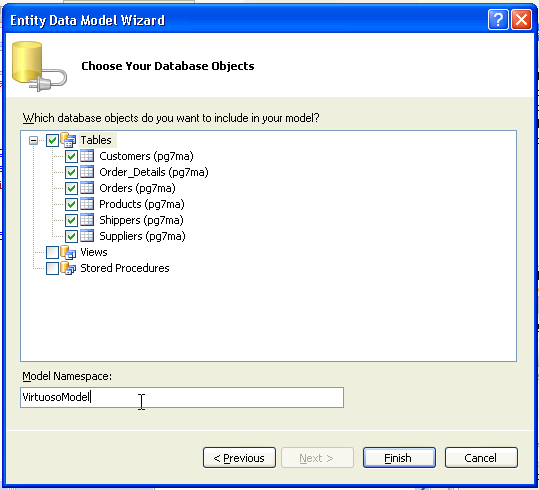 Entity Data Model Wizard
Choose Your Database Objects
Which database objects do you want to include in your model?
Tables
Customers (pg7ma)
Order_Details (pg7ma)
Orders (pg7ma)
Products (pg7ma)
Shippers (pg7ma)
Suppliers (pg7ma)
Views
Stored Procedures
Model Namespace:
VirtuosoModel
< Previous
Next >
Finish
Cancel